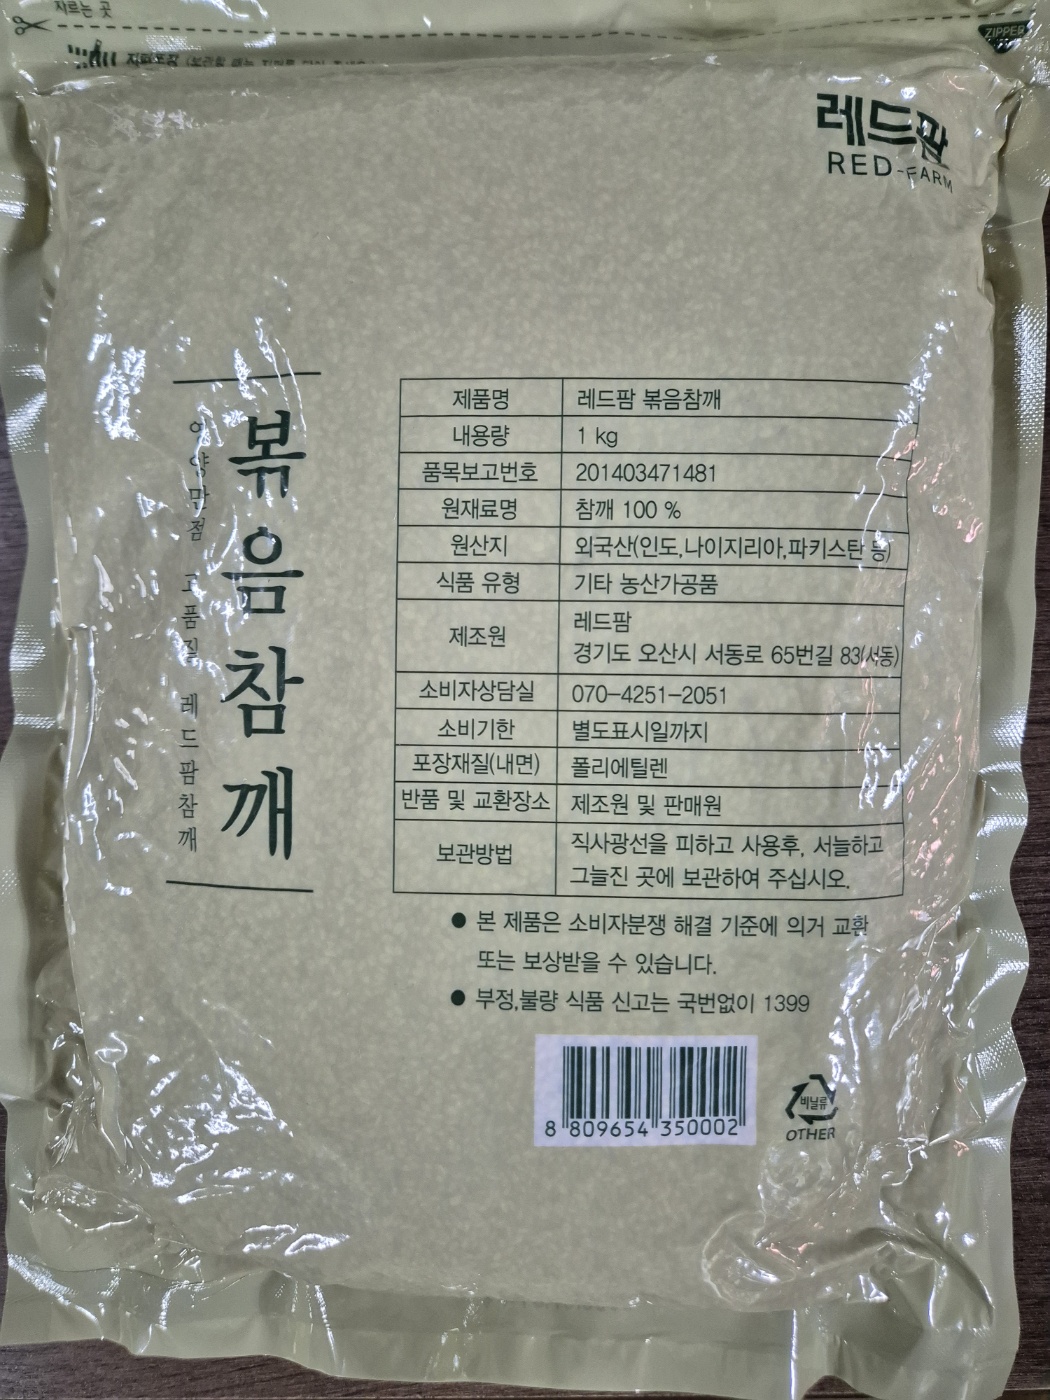 자르는 곳
ZIPPER
레드팜
RED-FARM
볶음참깨
영양만점 고품질 레드팜참깨
제품명 레드팜 볶음참깨
내용량 1 kg
품목보고번호 201403471481
원재료명 참깨 100 %
원산지 외국산(인도,나이지리아,파키스탄 등)
식품 유형 기타 농산가공품
제조원 레드팜
경기도 오산시 서동로 65번길 83(서동)
소비자상담실 070-4251-2051
소비기한 별도표시일까지
포장재질(내면) 폴리에틸렌
반품 및 교환장소 제조원 및 판매원
보관방법 직사광선을 피하고 사용후, 서늘하고
그늘진 곳에 보관하여 주십시오.
● 본 제품은 소비자분쟁 해결 기준에 의거 교환
또는 보상받을 수 있습니다.
● 부정,불량 식품 신고는 국번없이 1399
8 809654 350002
비닐류
OTHER